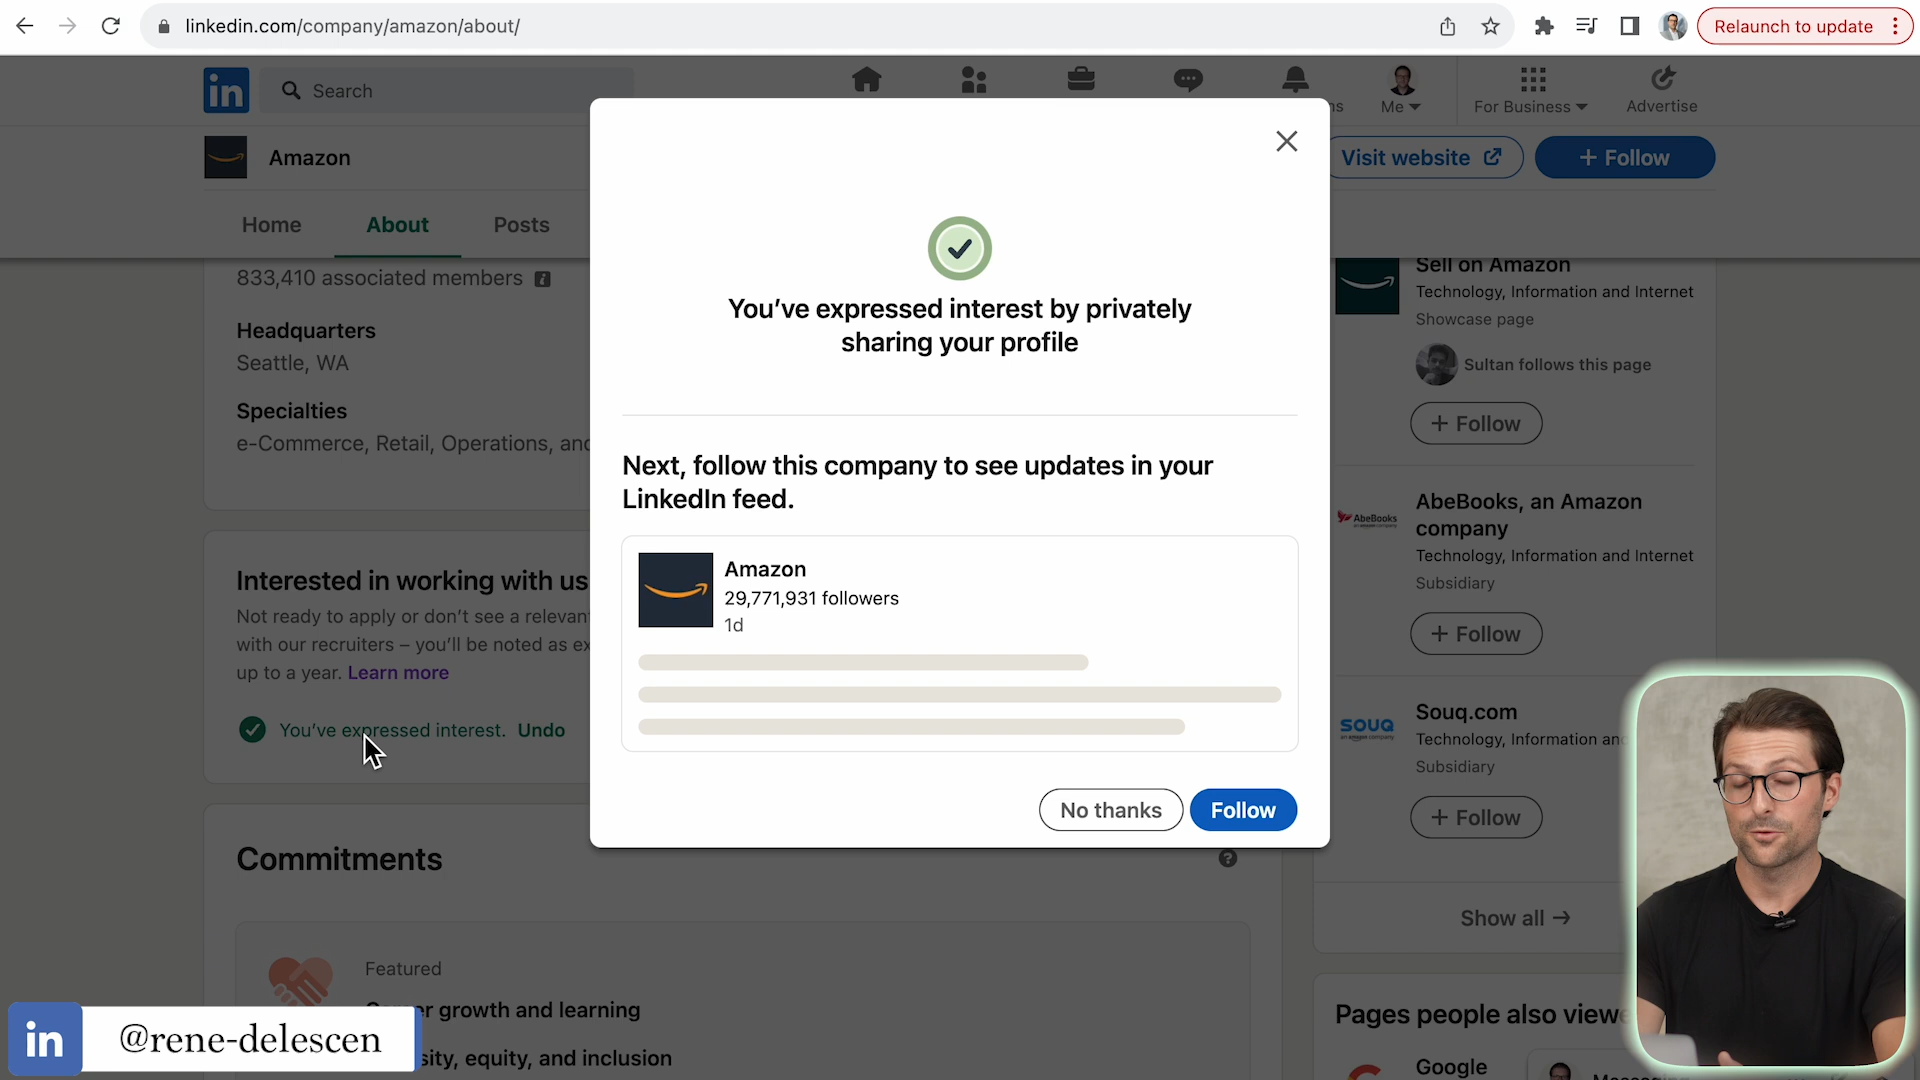 linkedin.com/company/amazon/about/
Relaunch to update
in
Search
Me
For Business
Advertise
Amazon
Visit website
+ Follow
Home
About
Posts
833,410 associated members
Headquarters
Seattle, WA
Specialties
e-Commerce, Retail, Operations, and
Interested in working with us
Not ready to apply or don't see a relevant
with our recruiters – you'll be noted as ex
up to a year. Learn more
You've expressed interest. Undo
Commitments
Featured
growth and learning
sity, equity, and inclusion
You've expressed interest by privately
sharing your profile
Next, follow this company to see updates in your
LinkedIn feed.
Amazon
29,771,931 followers
1d
No thanks
Follow
Sell on Amazon
Technology, Information and Internet
Showcase page
Sultan follows this page
+ Follow
AbeBooks
AbeBooks, an Amazon
company
Technology, Information and Internet
Subsidiary
+ Follow
SOUQ
an amazon company
Souq.com
Technology, Information and
Subsidiary
+ Follow
Show all →
Pages people also viewe
Google
in
@rene-delescen